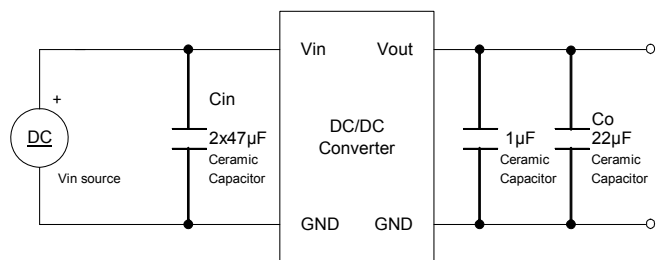 +
DC
Vin source
Cin
2x47µF
Ceramic
Capacitor
Vin
Vout
DC/DC
Converter
GND
GND
1µF
Ceramic
Capacitor
Co
22µF
Ceramic
Capacitor